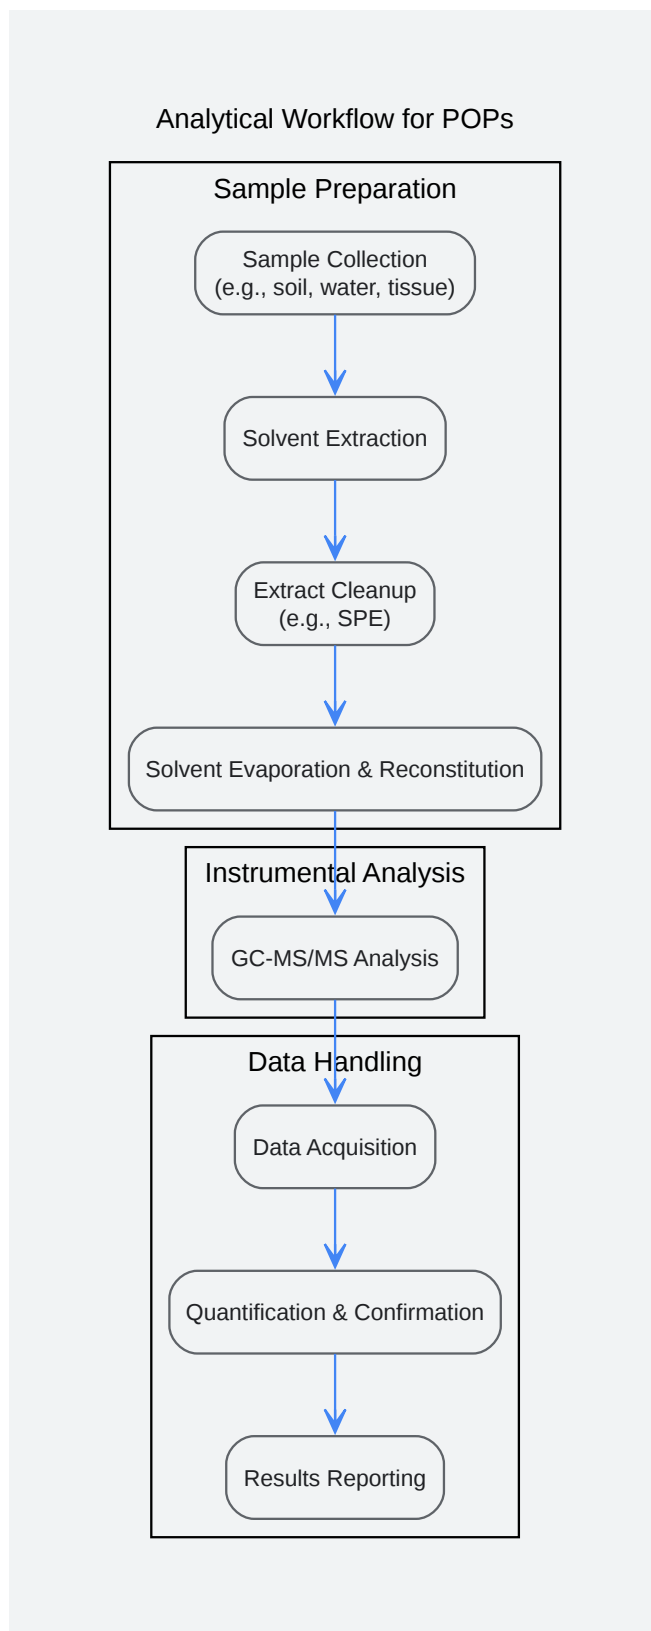 Analytical Workflow for POPs
Sample Preparation
Sample Collection
(e.g., soil, water, tissue)
Solvent Extraction
Extract Cleanup
(e.g., SPE)
Solvent Evaporation & Reconstitution
Instrumental Analysis
GC-MS/MS Analysis
Data Handling
Data Acquisition
Quantification & Confirmation
Results Reporting